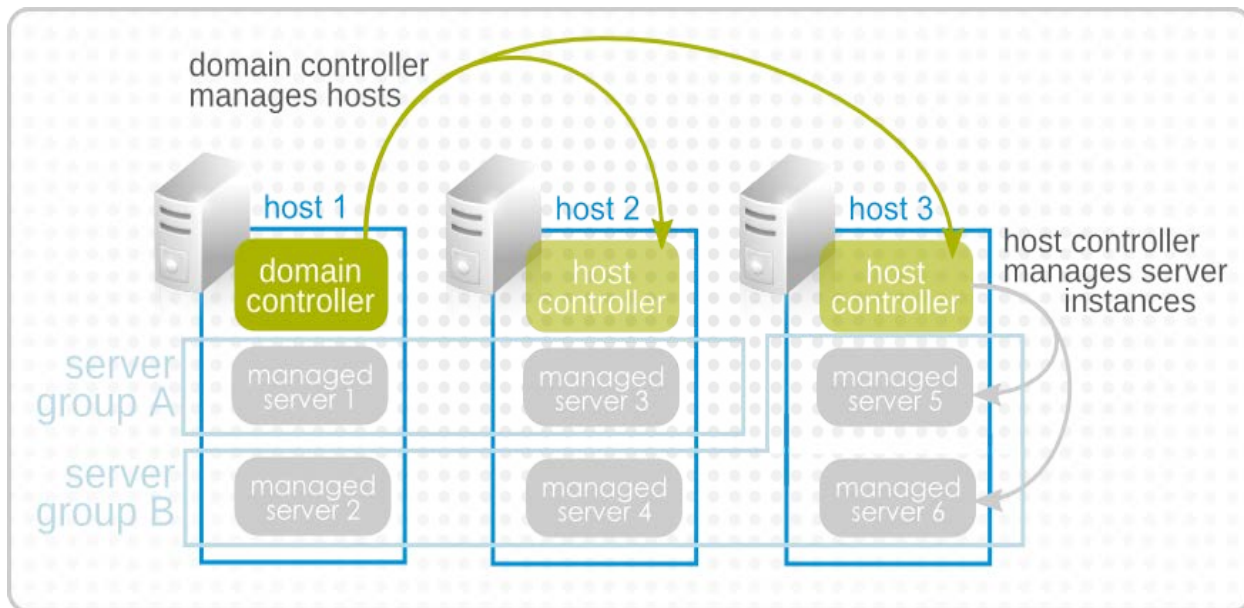 domain controller
manages hosts
host 1
host 2
host 3
domain
controller
host
controller
host
controller
host controller
manages server
instances
server
group A
managed
server 1
managed
server 3
managed
server 5
server
group B
managed
server 2
managed
server 4
managed
server 6